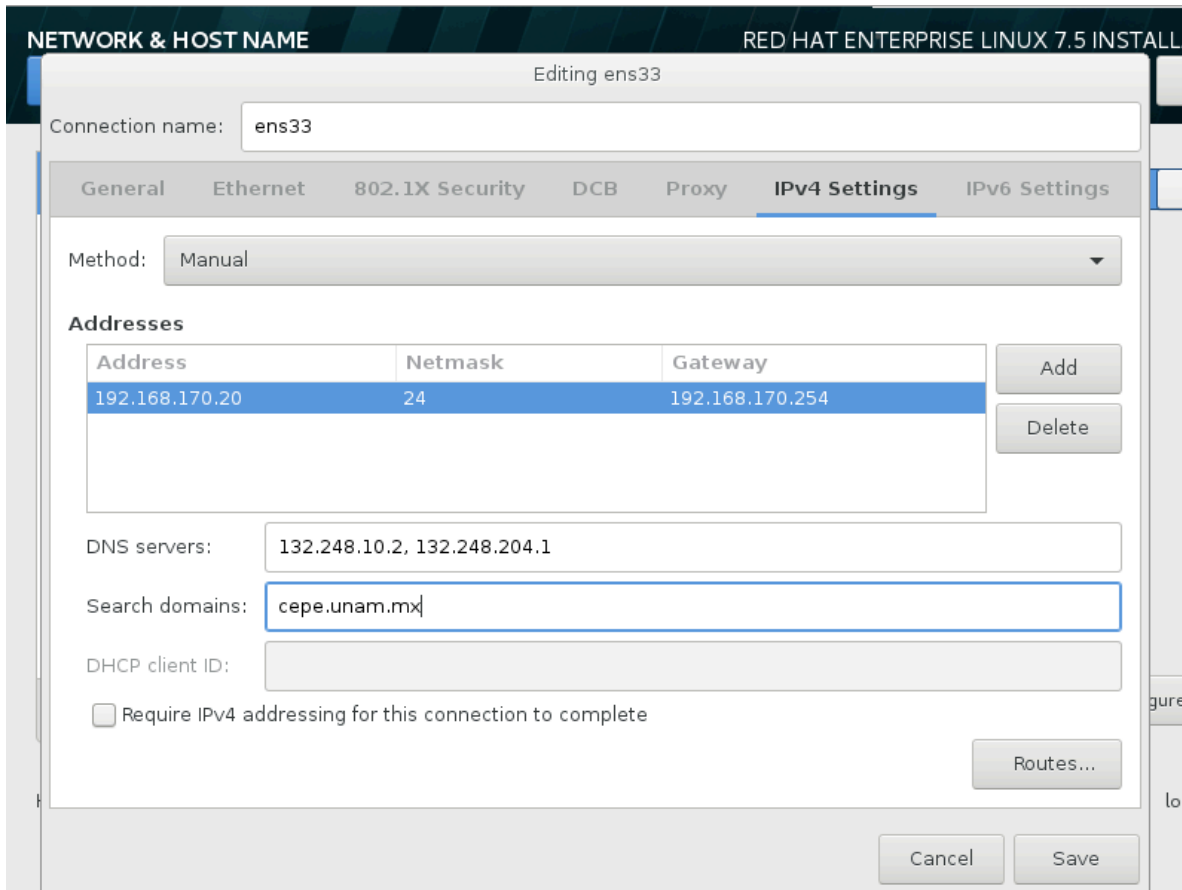 NETWORK & HOST NAME RED HAT ENTERPRISE LINUX 7.5 INSTALL
Editing ens33
Connection name: ens33
General Ethernet 802.1X Security DCB Proxy IPv4 Settings IPv6 Settings
Method: Manual
Addresses
Address Netmask Gateway
192.168.170.20 24 192.168.170.254
Add
Delete
DNS servers: 132.248.10.2, 132.248.204.1
Search domains: cepe.unam.mx
DHCP client ID:
Require IPv4 addressing for this connection to complete
gure
Routes...
lo
Cancel Save